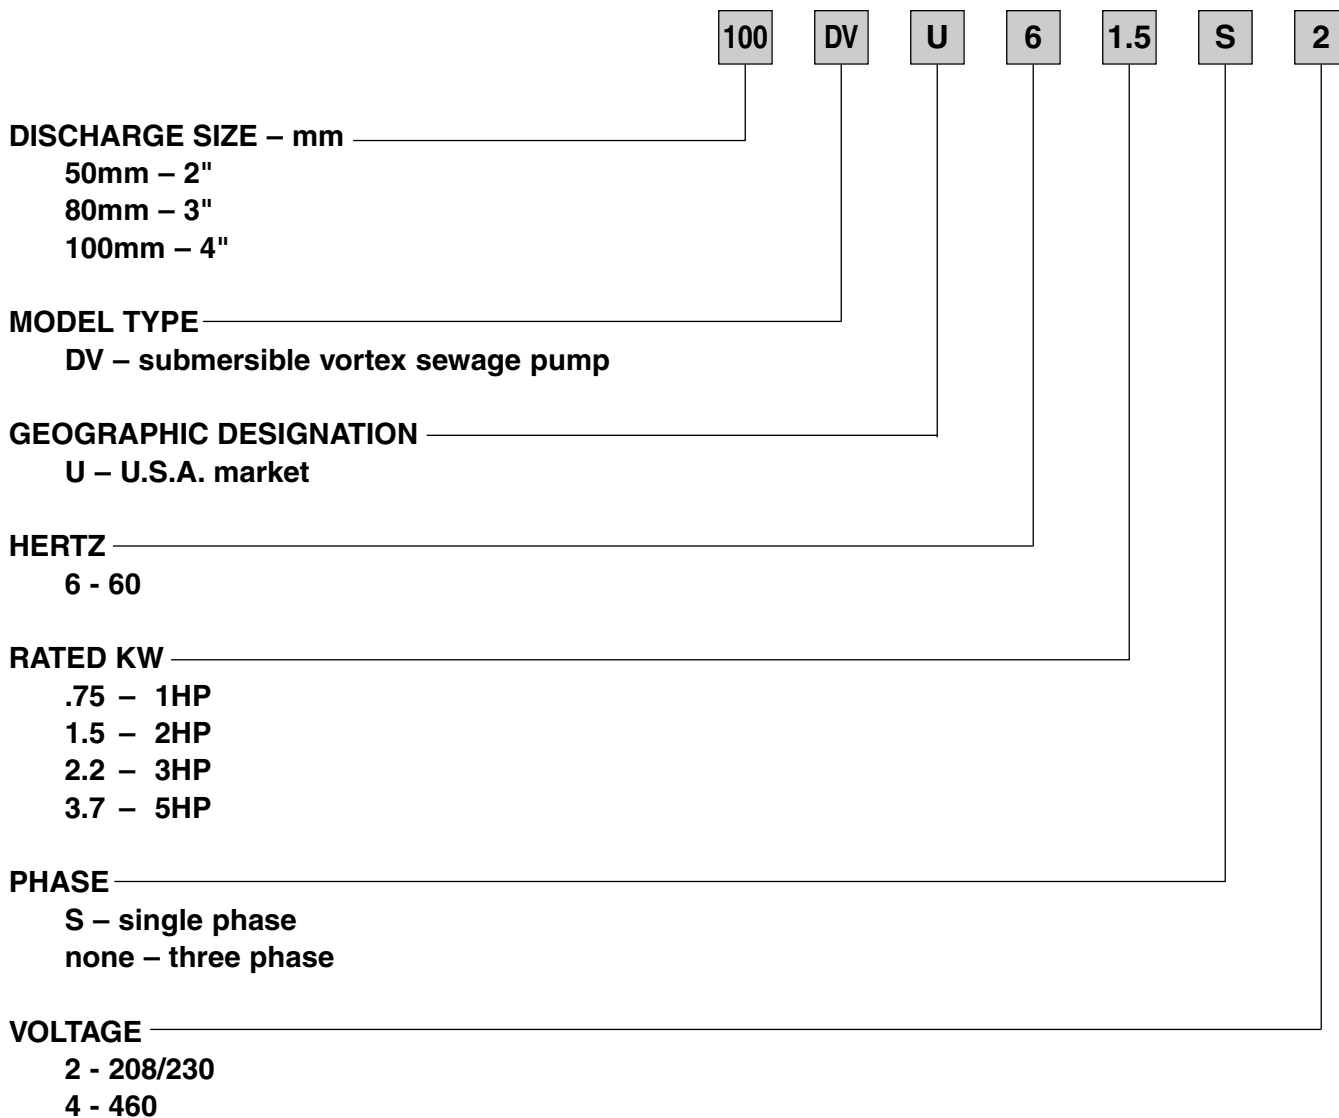 100 DV U 6 1.5 S 2
DISCHARGE SIZE – mm
50mm – 2"
80mm – 3"
100mm – 4"
MODEL TYPE
DV – submersible vortex sewage pump
GEOGRAPHIC DESIGNATION
U – U.S.A. market
HERTZ
6 - 60
RATED KW
.75 – 1HP
1.5 – 2HP
2.2 – 3HP
3.7 – 5HP
PHASE
S – single phase
none – three phase
VOLTAGE
2 - 208/230
4 - 460